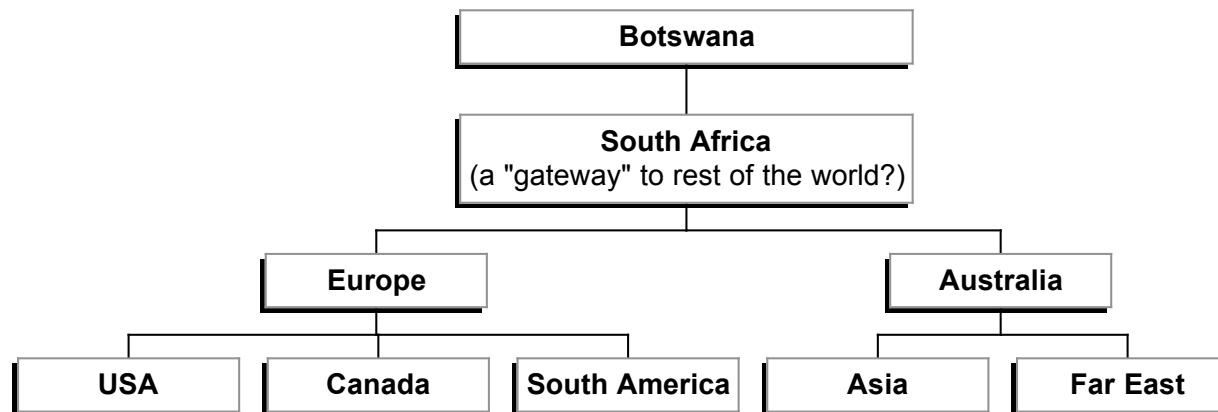 Botswana
South Africa
(a "gateway" to rest of the world?)
Europe
Australia
USA
Canada
South America
Asia
Far East